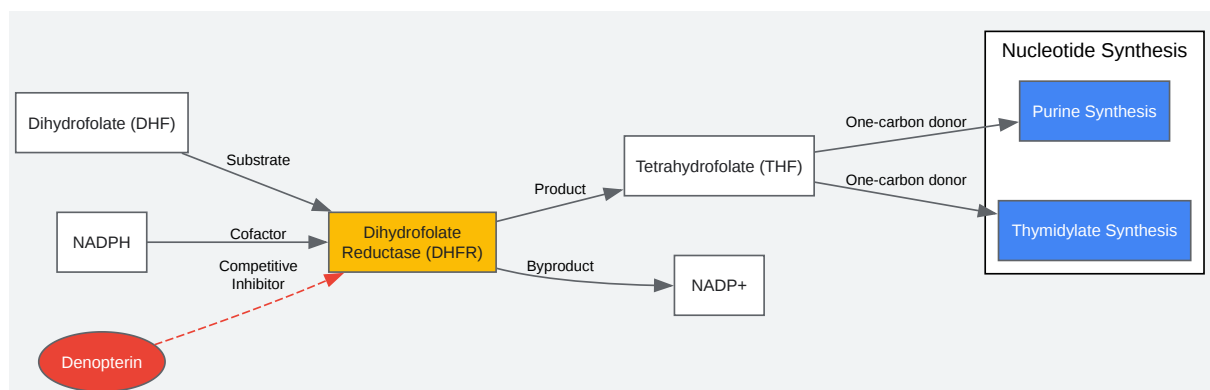 Nucleotide Synthesis
Dihydrofolate (DHF)
Substrate
NADPH
Cofactor
Competitive
Inhibitor
Denopterin
Dihydrofolate
Reductase (DHFR)
Product
Byproduct
Tetrahydrofolate (THF)
NADP+
One-carbon donor
One-carbon donor
Purine Synthesis
Thymidylate Synthesis